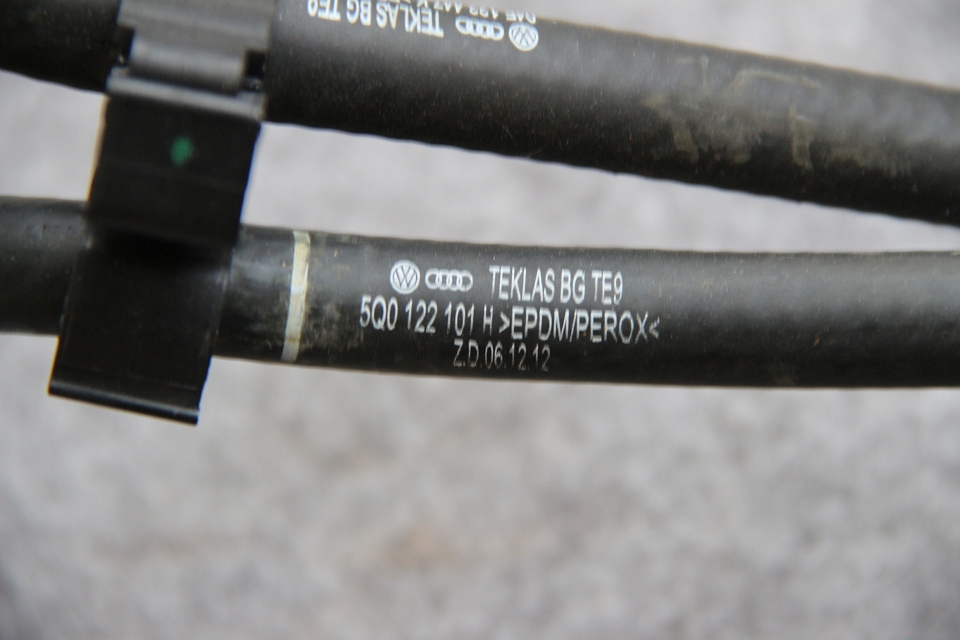 TEKLAS BG TE9
TEKLAS BG TE9
5Q0 122 101 H >EPDM/PEROX<
Z.D.06.12.12